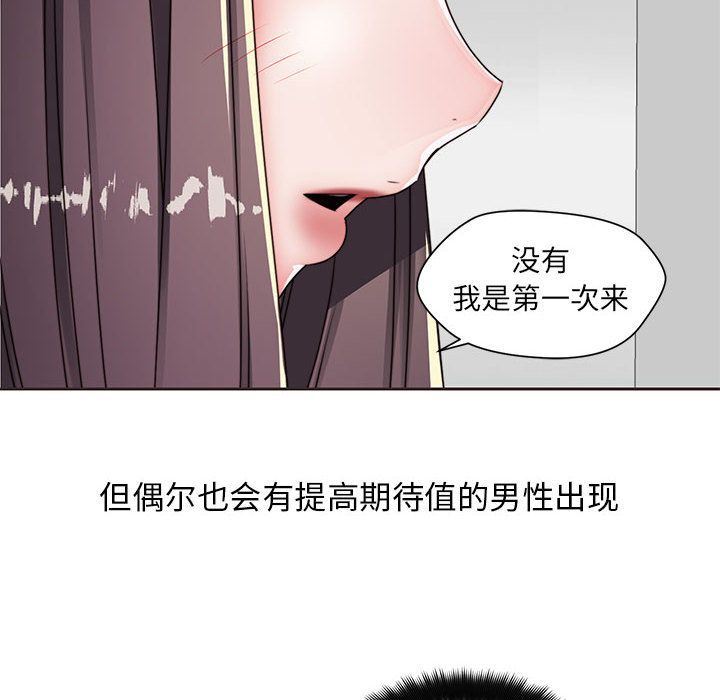 没有
我是第一次来
但偶尔也会有提高期待值的男性出现